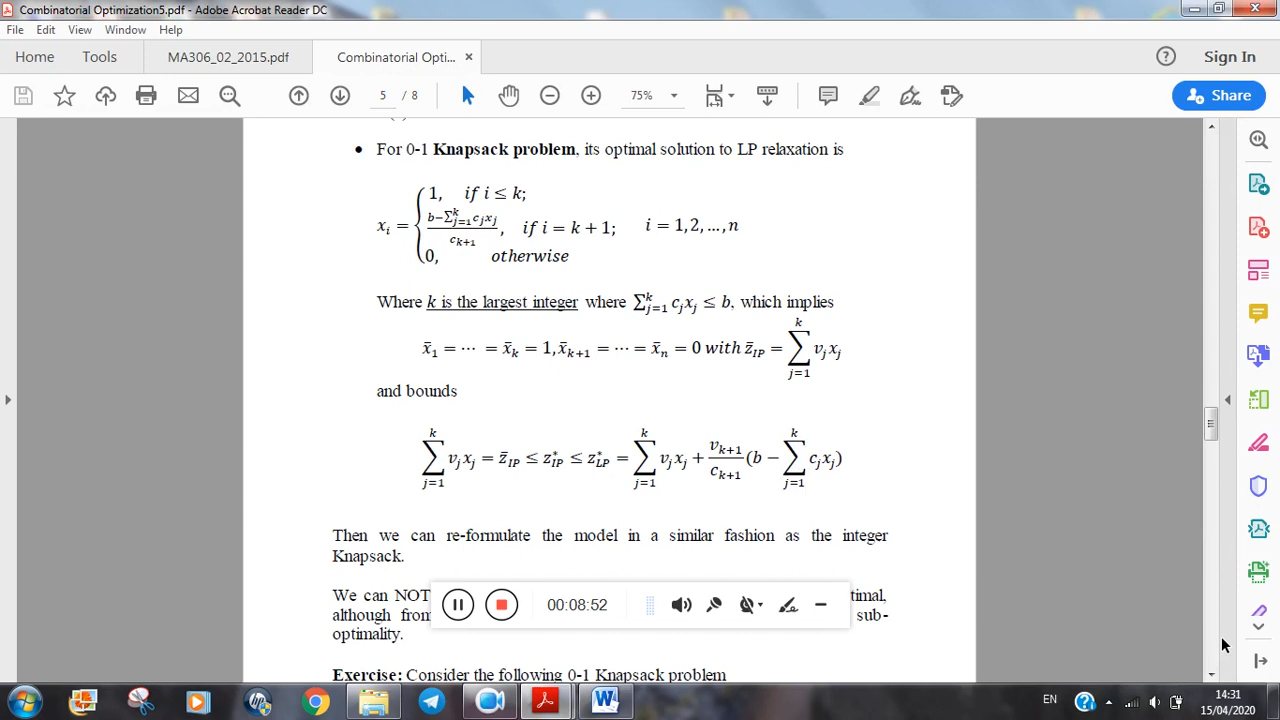 Combinatorial Optimization5.pdf - Adobe Acrobat Reader DC
File Edit View Window Help
Home Tools MA306_02_2015.pdf Combinatorial Opti... × Sign In
5 / 8 75% Share
• For 0-1 Knapsack problem, its optimal solution to LP relaxation is
x_i = { 1, if i ≤ k;
(b−∑_{j=1}^{k} c_j x_j)/c_{k+1}, if i = k + 1; i = 1,2, …, n
0, otherwise
Where k is the largest integer where ∑_{j=1}^{k} c_j x_j ≤ b, which implies
x̄_1 = ⋯ = x̄_k = 1, x̄_{k+1} = ⋯ = x̄_n = 0 with z̄_{IP} = ∑_{j=1}^{k} v_j x_j
and bounds
∑_{j=1}^{k} v_j x_j = z̄_{IP} ≤ z*_{IP} ≤ z*_{LP} = ∑_{j=1}^{k} v_j x_j + (v_{k+1}/c_{k+1})(b − ∑_{j=1}^{k} c_j x_j)
Then we can re-formulate the model in a similar fashion as the integer
Knapsack.
We can NOT timal,
00:08:52
although from sub-
optimality.
Exercise: Consider the following 0-1 Knapsack problem
EN 14:31
15/04/2020